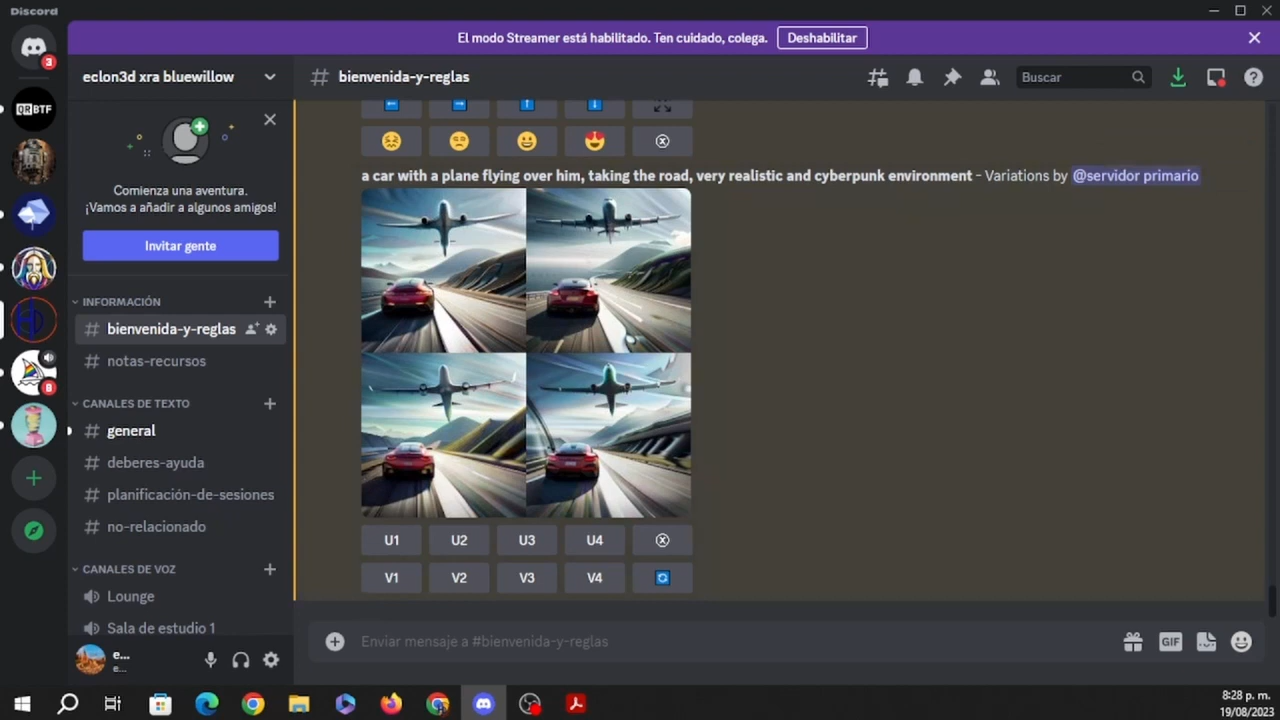 Discord
El modo Streamer está habilitado. Ten cuidado, colega.
Deshabilitar
3
eclon3d xra bluewillow
bienvenida-y-reglas
Buscar
QRBTF
Comienza una aventura.
¡Vamos a añadir a algunos amigos!
Invitar gente
INFORMACIÓN
bienvenida-y-reglas
notas-recursos
8
CANALES DE TEXTO
general
deberes-ayuda
planificación-de-sesiones
no-relacionado
CANALES DE VOZ
Lounge
Sala de estudio 1
e...
e...
a car with a plane flying over him, taking the road, very realistic and cyberpunk environment - Variations by @servidor primario
U1 U2 U3 U4
V1 V2 V3 V4
Enviar mensaje a #bienvenida-y-reglas
GIF
8:28 p. m.
19/08/2023